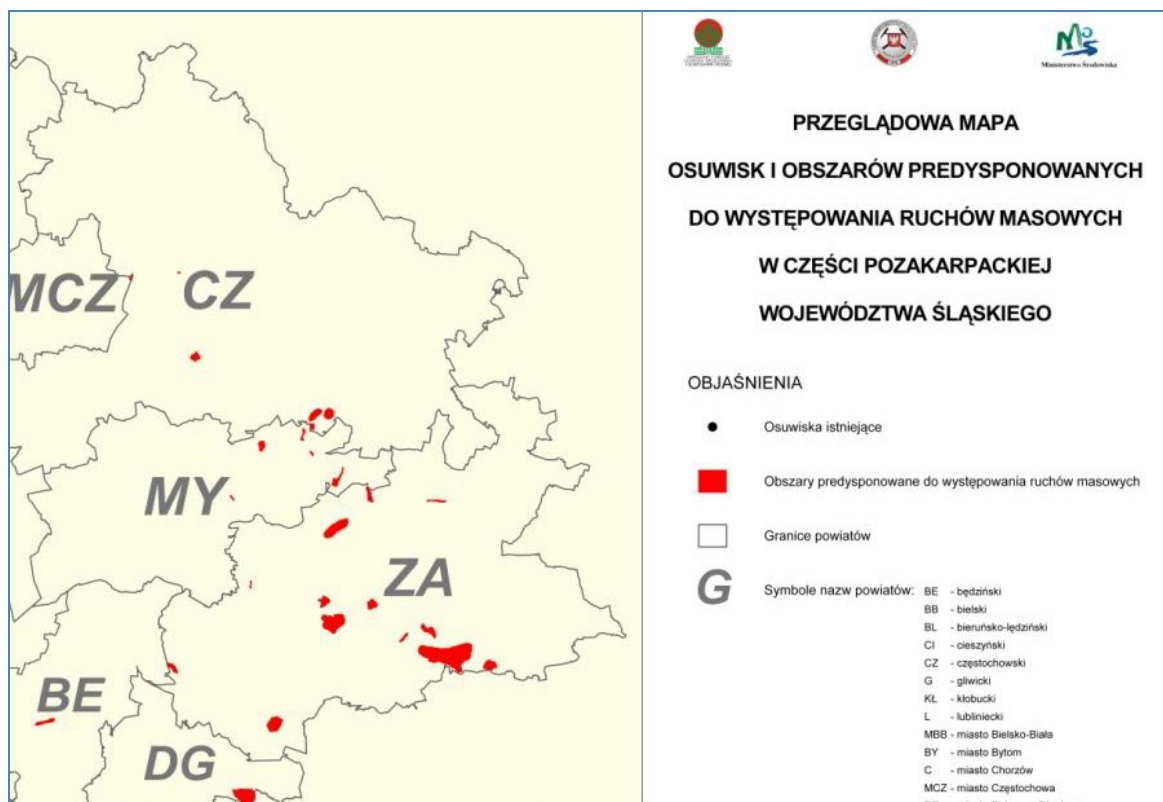 MCZ
CZ
MY
ZA
BE
DG
Ministerstwo Środowiska
PRZEGLĄDOWA MAPA
OSUWISK I OBSZARÓW PREDYSPONOWANYCH
DO WYSTĘPOWANIA RUCHÓW MASOWYCH
W CZĘŚCI POZAKARPACKIEJ
WOJEWÓDZTWA ŚLĄSKIEGO
OBJAŚNIENIA
Osuwiska istniejące
Obszary predysponowane do występowania ruchów masowych
Granice powiatów
G Symbole nazw powiatów:
BE - będziński
BB - bielski
BL - bieruńsko-lędziński
CI - cieszyński
CZ - częstochowski
G - gliwicki
KŁ - kłobucki
L - lubliniecki
MBB - miasto Bielsko-Biała
BY - miasto Bytom
C - miasto Chorzów
MCZ - miasto Częstochowa